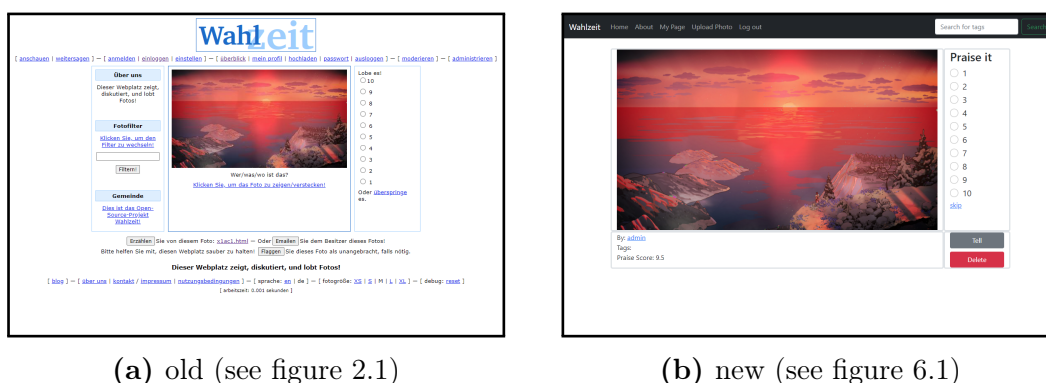 Wahlzeit
[ anschauen | weitersagen ] — [ anmelden | einloggen | einstellen ] — [ überblick | mein profil | hochladen | passwort | ausloggen ] — [ moderieren ] — [ administrieren ]
Über uns
Dieser Webplatz zeigt,
diskutiert, und lobt
Fotos!
Fotofilter
Klicken Sie, um den
Filter zu wechseln!
Filtern!
Gemeinde
Dies ist das Open-
Source-Projekt
Wahlzeit!
Wer/was/wo ist das?
Klicken Sie, um das Foto zu zeigen/verstecken!
Lobe es!
10
9
8
7
6
5
4
3
2
1
Oder überspringe
es.
Erzählen Sie von diesem Foto: x1ac1.html — Oder Emailen Sie dem Besitzer dieses Fotos!
Bitte helfen Sie mit, diesen Webplatz sauber zu halten! Flaggen Sie dieses Foto als unangebracht, falls nötig.
Dieser Webplatz zeigt, diskutiert, und lobt Fotos!
[ blog ] — [ über uns | kontakt / impressum | nutzungsbedingungen ] — [ sprache: en | de ] — [ fotogröße: XS | S | M | L | XL ] — [ debug: reset ]
[ arbeitszeit: 0.001 sekunden ]
(a) old (see figure 2.1)
Wahlzeit Home About My Page Upload Photo Log out Search for tags Search
Praise it
1
2
3
4
5
6
7
8
9
10
skip
By: admin
Tags:
Praise Score: 9.5
Tell
Delete
(b) new (see figure 6.1)